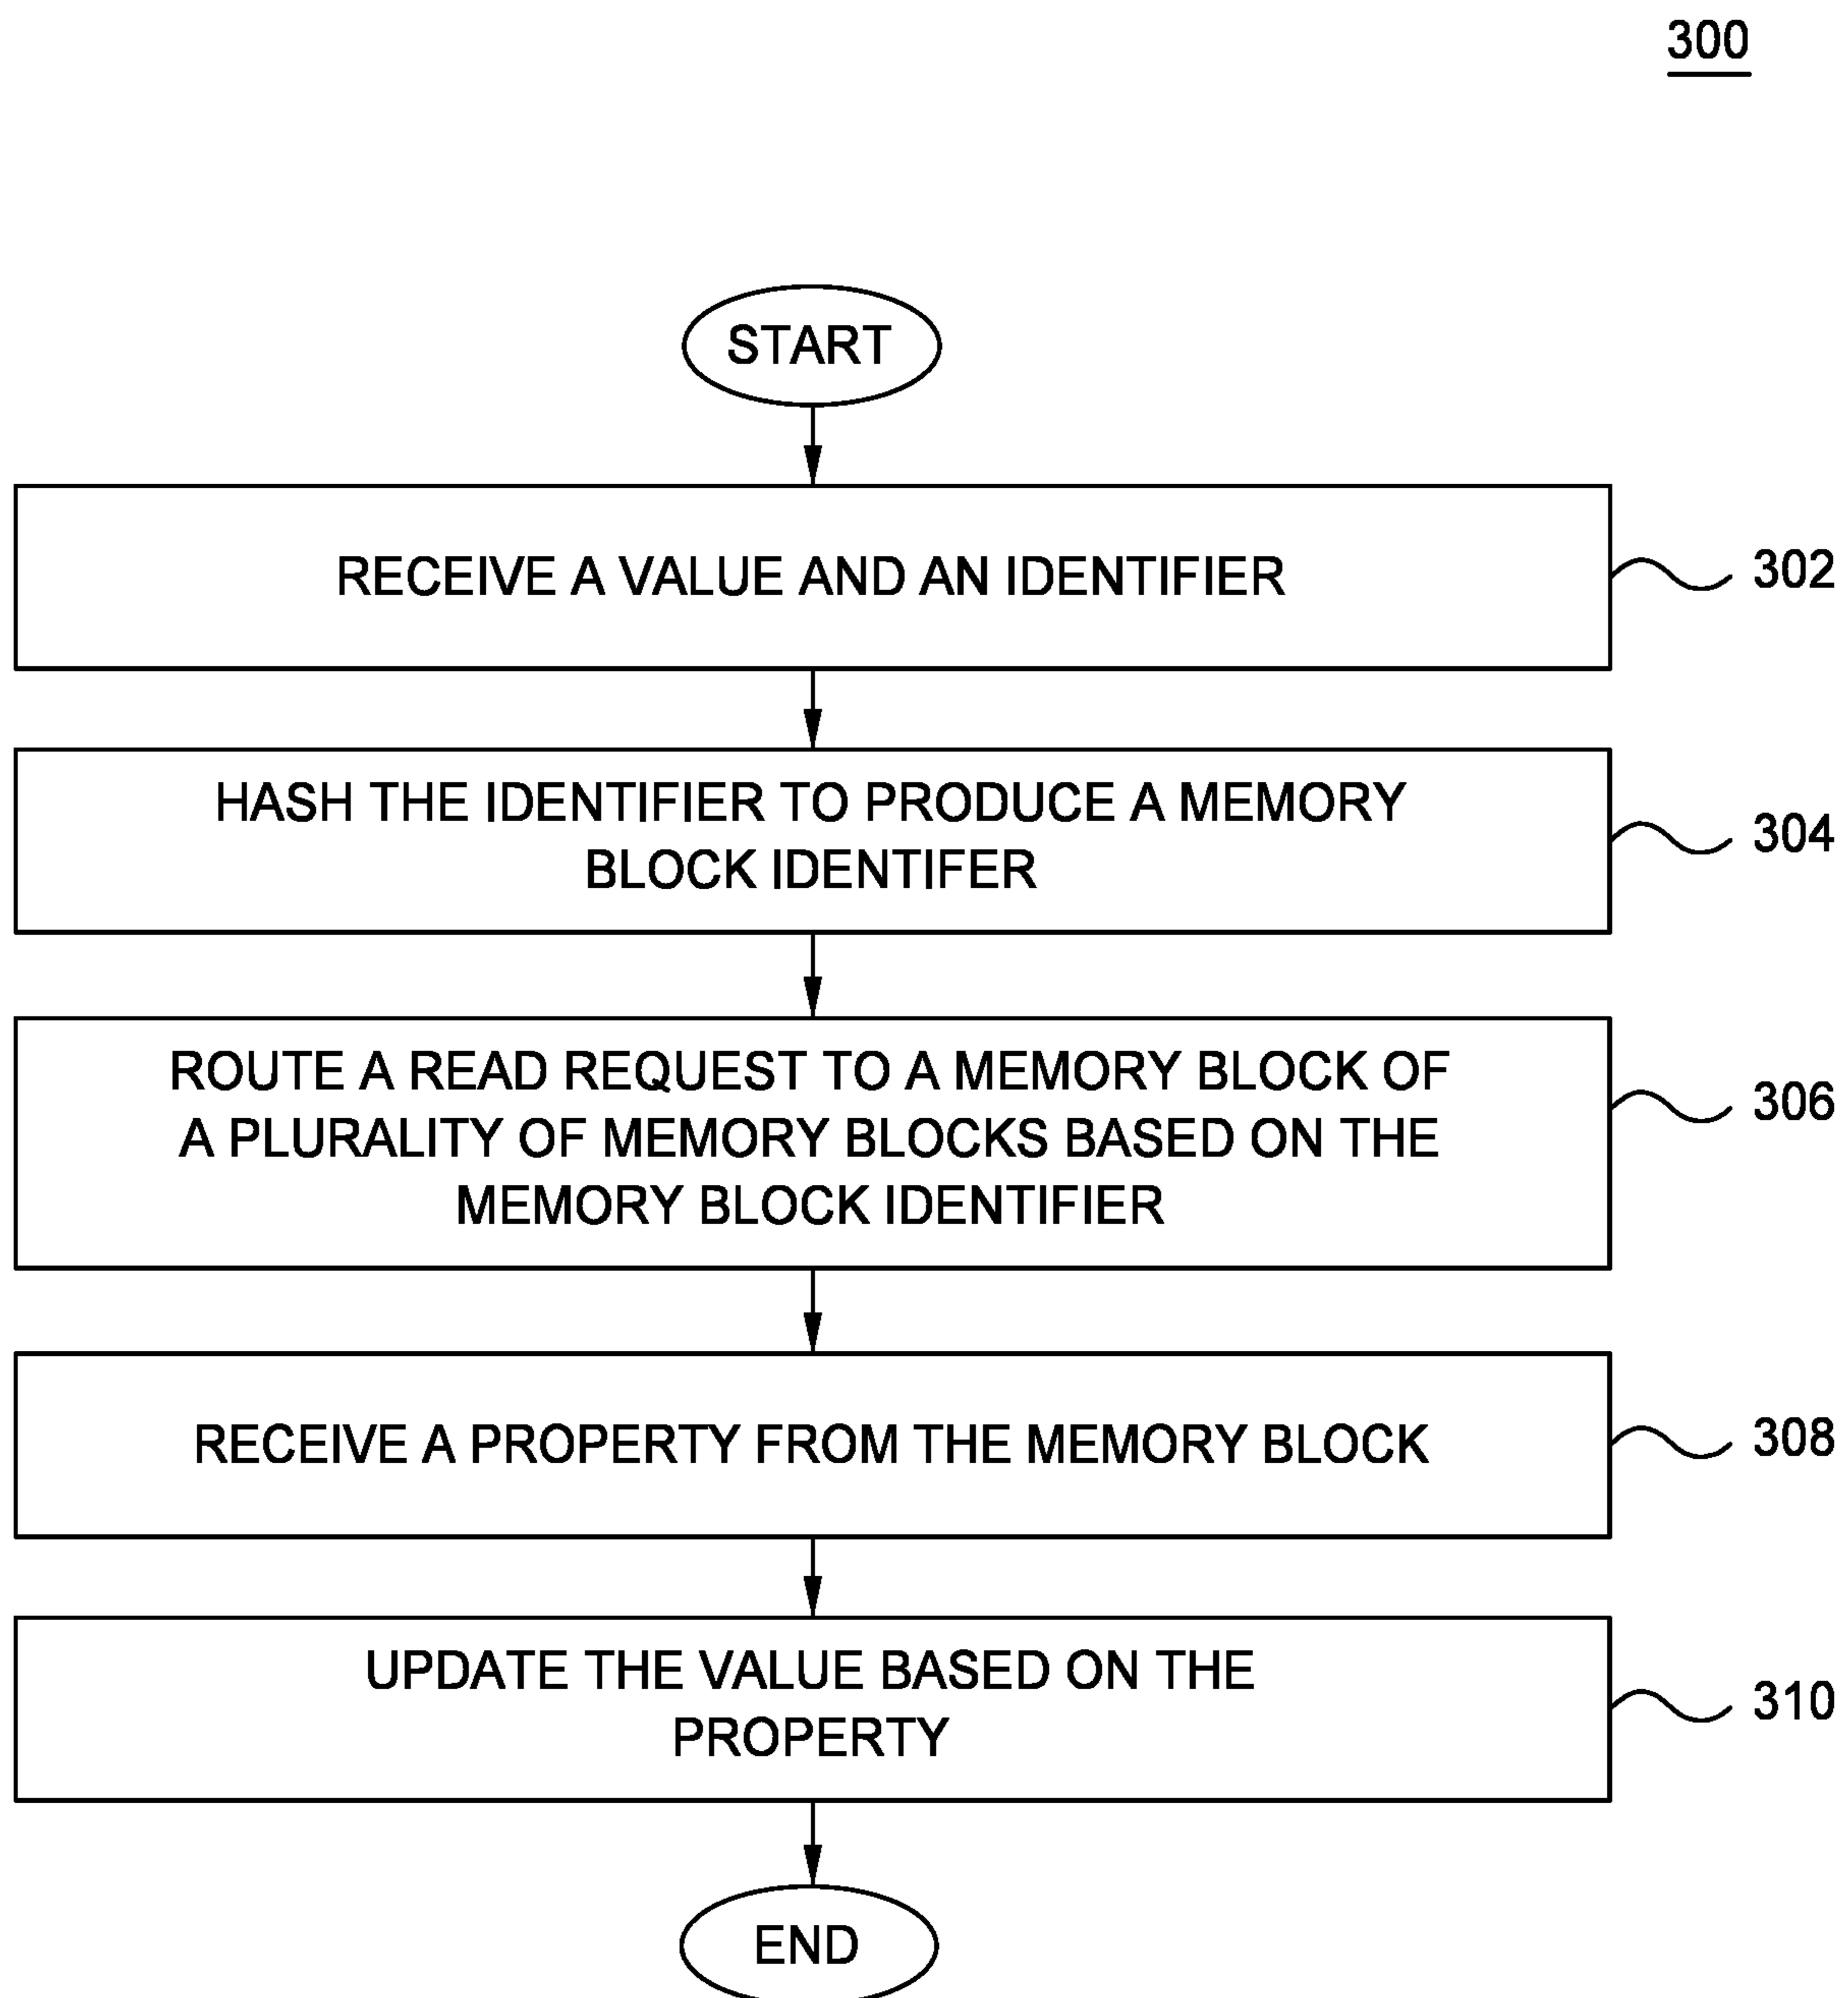 300
START
RECEIVE A VALUE AND AN IDENTIFIER
302
HASH THE IDENTIFIER TO PRODUCE A MEMORY
BLOCK IDENTIFER
304
ROUTE A READ REQUEST TO A MEMORY BLOCK OF
A PLURALITY OF MEMORY BLOCKS BASED ON THE
MEMORY BLOCK IDENTIFIER
306
RECEIVE A PROPERTY FROM THE MEMORY BLOCK
308
UPDATE THE VALUE BASED ON THE
PROPERTY
310
END